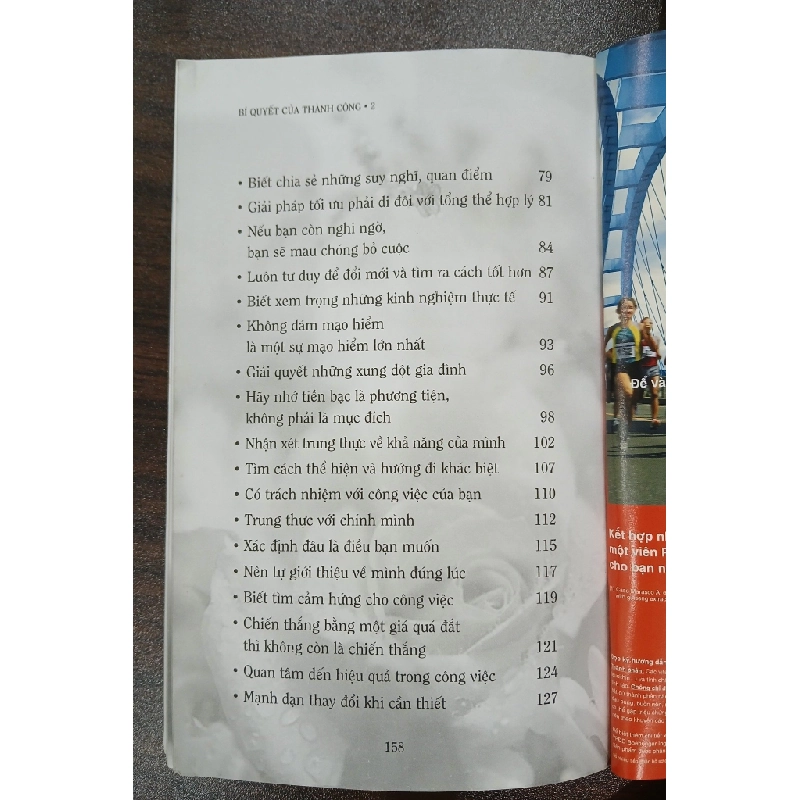 BÍ QUYẾT CỦA THÀNH CÔNG • 2
• Biết chia sẻ những suy nghĩ, quan điểm 79
• Giải pháp tối ưu phải đi đôi với tổng thể hợp lý 81
• Nếu bạn còn nghi ngờ,
bạn sẽ mau chóng bỏ cuộc 84
• Luôn tư duy để đổi mới và tìm ra cách tốt hơn 87
• Biết xem trọng những kinh nghiệm thực tế 91
• Không dám mạo hiểm
là một sự mạo hiểm lớn nhất 93
• Giải quyết những xung đột gia đình 96
• Hãy nhớ tiền bạc là phương tiện,
không phải là mục đích 98
• Nhận xét trung thực về khả năng của mình 102
• Tìm cách thể hiện và hướng đi khác biệt 107
• Có trách nhiệm với công việc của bạn 110
• Trung thực với chính mình 112
• Xác định đâu là điều bạn muốn 115
• Nên tự giới thiệu về mình đúng lúc 117
• Biết tìm cảm hứng cho công việc 119
• Chiến thắng bằng một giá quá đắt
thì không còn là chiến thắng 121
• Quan tâm đến hiệu quả trong công việc 124
• Mạnh dạn thay đổi khi cần thiết 127
158
Để và
Kết hợp
một viên
cho bạn